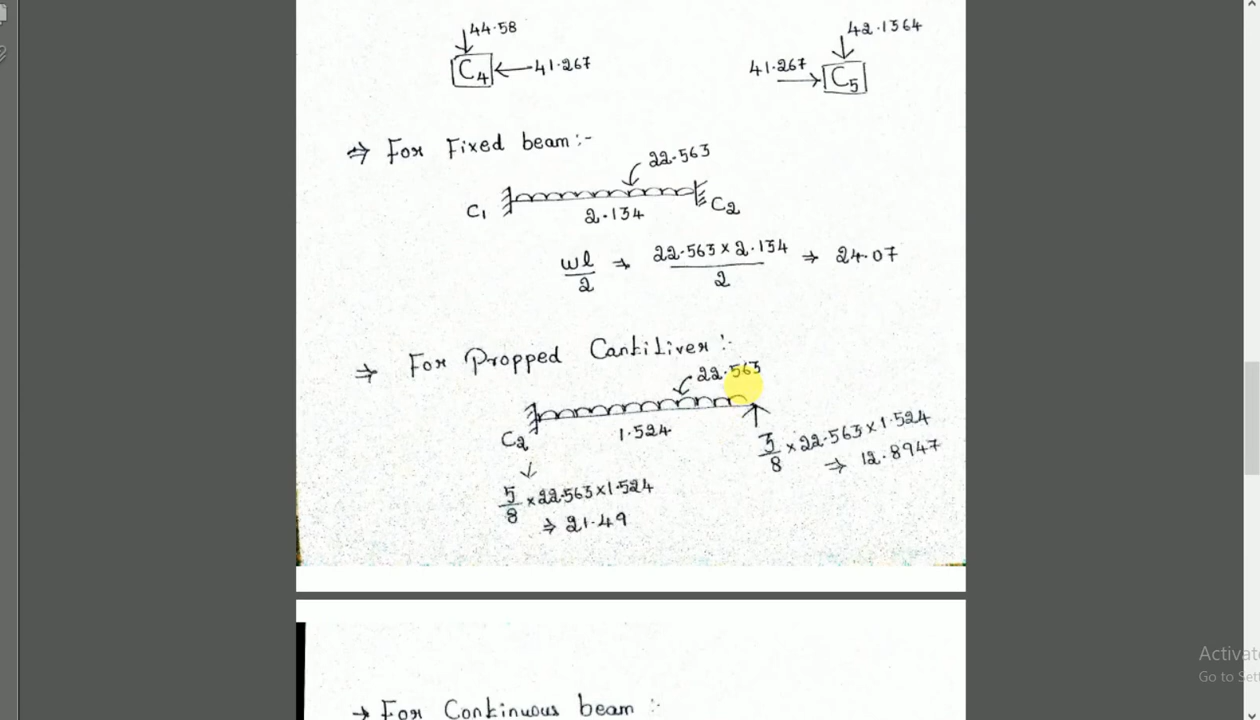 44.58
42.1564
C4 41.267
41.267 C5
⇒ For Fixed beam:-
22.563
C1 2.134 C2
wl/2 ⇒ 22.563 x 2.134 / 2 ⇒ 24.07
⇒ For Propped CantiLiver:-
22.563
C2 1.524
3/8 x 22.563 x 1.524
⇒ 12.8947
5/8 x 22.563 x 1.524
⇒ 21.49
→ For Continuous beam :-
Activat
Go to Set